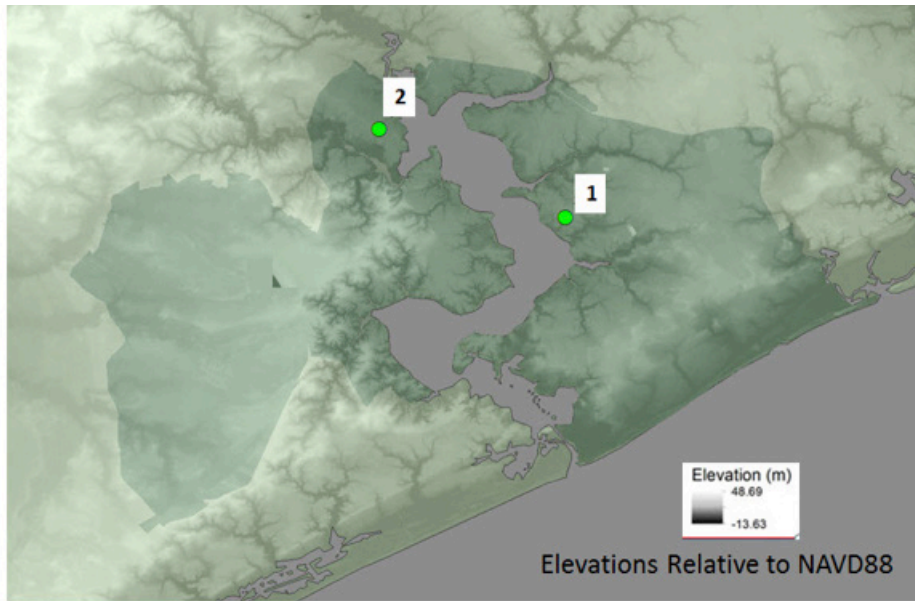 2
1
Elevation (m)
48.69
-13.63
Elevations Relative to NAVD88